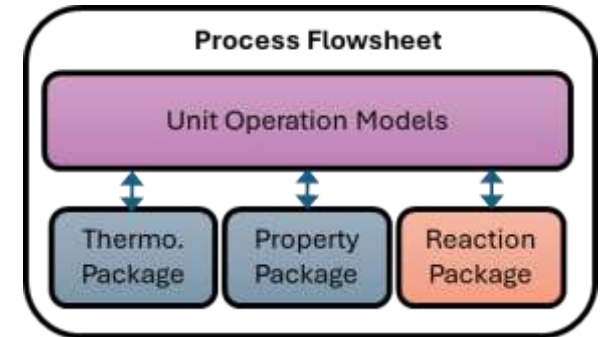 Process Flowsheet
Unit Operation Models
Thermo.
Package
Property
Package
Reaction
Package